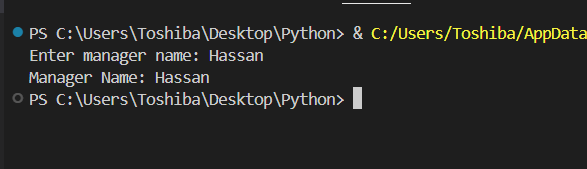 PS C:\Users\Toshiba\Desktop\Python> & C:/Users/Toshiba/AppData
Enter manager name: Hassan
Manager Name: Hassan
PS C:\Users\Toshiba\Desktop\Python>